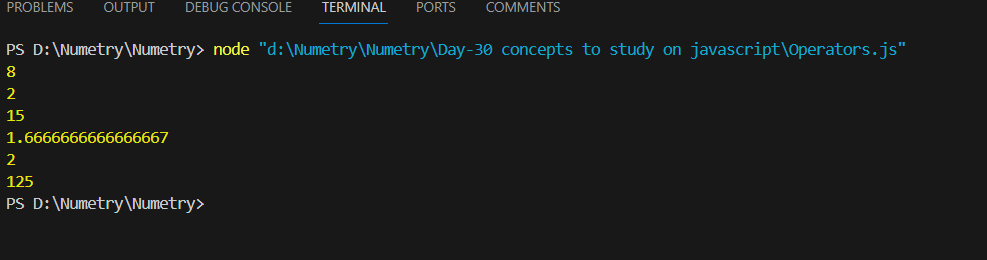 PROBLEMS OUTPUT DEBUG CONSOLE TERMINAL PORTS COMMENTS
PS D:\Numetry\Numetry> node "d:\Numetry\Numetry\Day-30 concepts to study on javascript\Operators.js"
8
2
15
1.6666666666666667
2
125
PS D:\Numetry\Numetry>